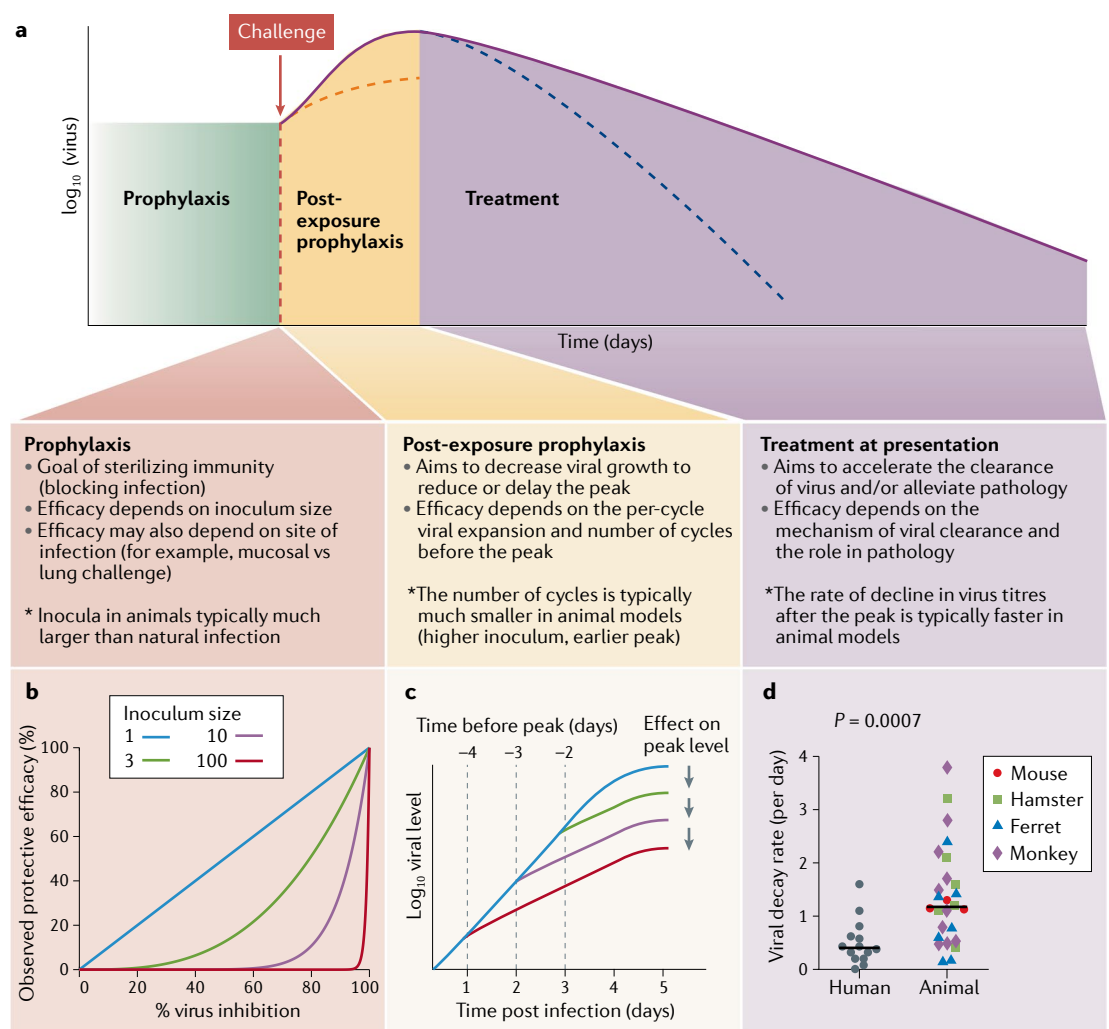 a
Challenge
log10 (virus)
Prophylaxis
Post-
exposure
prophylaxis
Treatment
Time (days)
Prophylaxis
• Goal of sterilizing immunity
(blocking infection)
• Efficacy depends on inoculum size
• Efficacy may also depend on site of
infection (for example, mucosal vs
lung challenge)
* Inocula in animals typically much
larger than natural infection
Post-exposure prophylaxis
• Aims to decrease viral growth to
reduce or delay the peak
• Efficacy depends on the per-cycle
viral expansion and number of cycles
before the peak
*The number of cycles is typically
much smaller in animal models
(higher inoculum, earlier peak)
Treatment at presentation
• Aims to accelerate the clearance
of virus and/or alleviate pathology
• Efficacy depends on the
mechanism of viral clearance and
the role in pathology
*The rate of decline in virus titres
after the peak is typically faster in
animal models
b
Inoculum size
1 10
3 100
Observed protective efficacy (%)
100
80
60
40
20
0
0 20 40 60 80 100
% virus inhibition
c
Time before peak (days)
–4 –3 –2
Effect on
peak level
Log10 viral level
1 2 3 4 5
Time post infection (days)
d
P = 0.0007
Viral decay rate (per day)
4
3
2
1
0
Human Animal
Mouse
Hamster
Ferret
Monkey